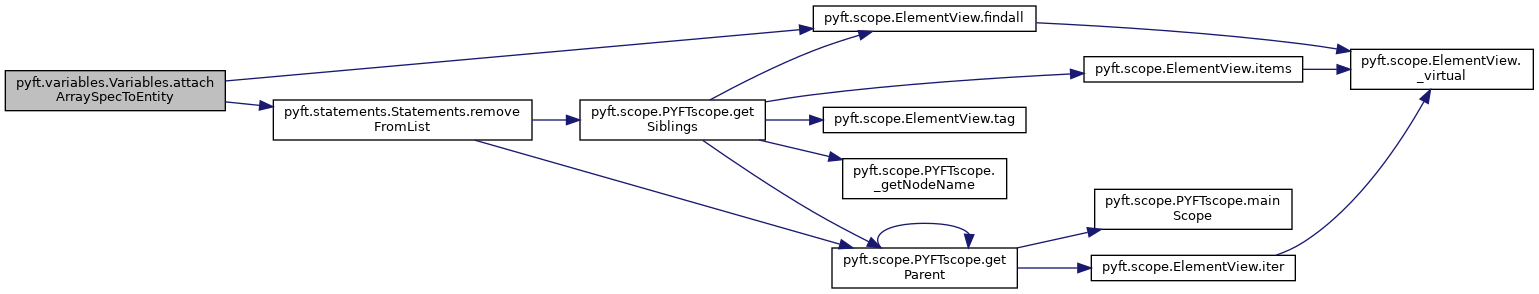 pyft.variables.Variables.attach
ArraySpecToEntity
pyft.statements.Statements.remove
FromList
pyft.scope.PYFTscope.get
Siblings
pyft.scope.ElementView.findall
pyft.scope.ElementView.items
pyft.scope.ElementView.tag
pyft.scope.PYFTscope.
_getNodeName
pyft.scope.PYFTscope.get
Parent
pyft.scope.ElementView.
_virtual
pyft.scope.PYFTscope.main
Scope
pyft.scope.ElementView.iter